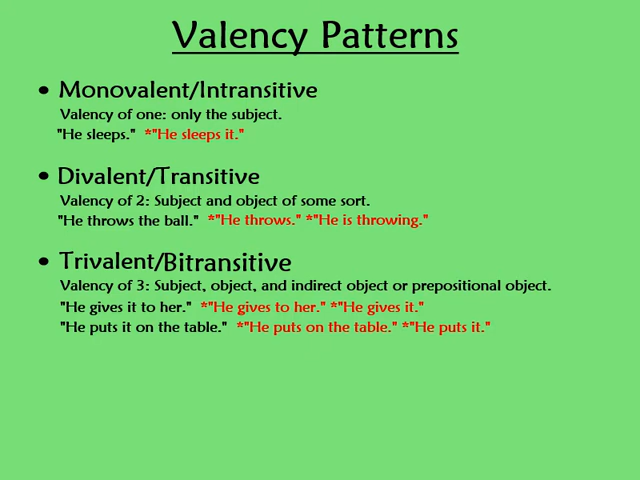 Valency Patterns
• Monovalent/Intransitive
Valency of one: only the subject.
"He sleeps." *"He sleeps it."
• Divalent/Transitive
Valency of 2: Subject and object of some sort.
"He throws the ball." *"He throws." *"He is throwing."
• Trivalent/Bitransitive
Valency of 3: Subject, object, and indirect object or prepositional object.
"He gives it to her." *"He gives to her." *"He gives it."
"He puts it on the table." *"He puts on the table." *"He puts it."